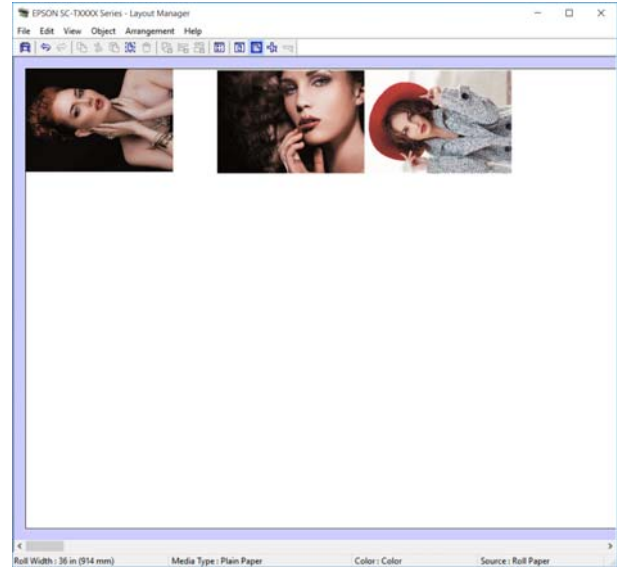 EPSON SC-TXXXX Series - Layout Manager
File Edit View Object Arrangement Help
Roll Width : 36 in (914 mm) Media Type : Plain Paper Color : Color Source : Roll Paper